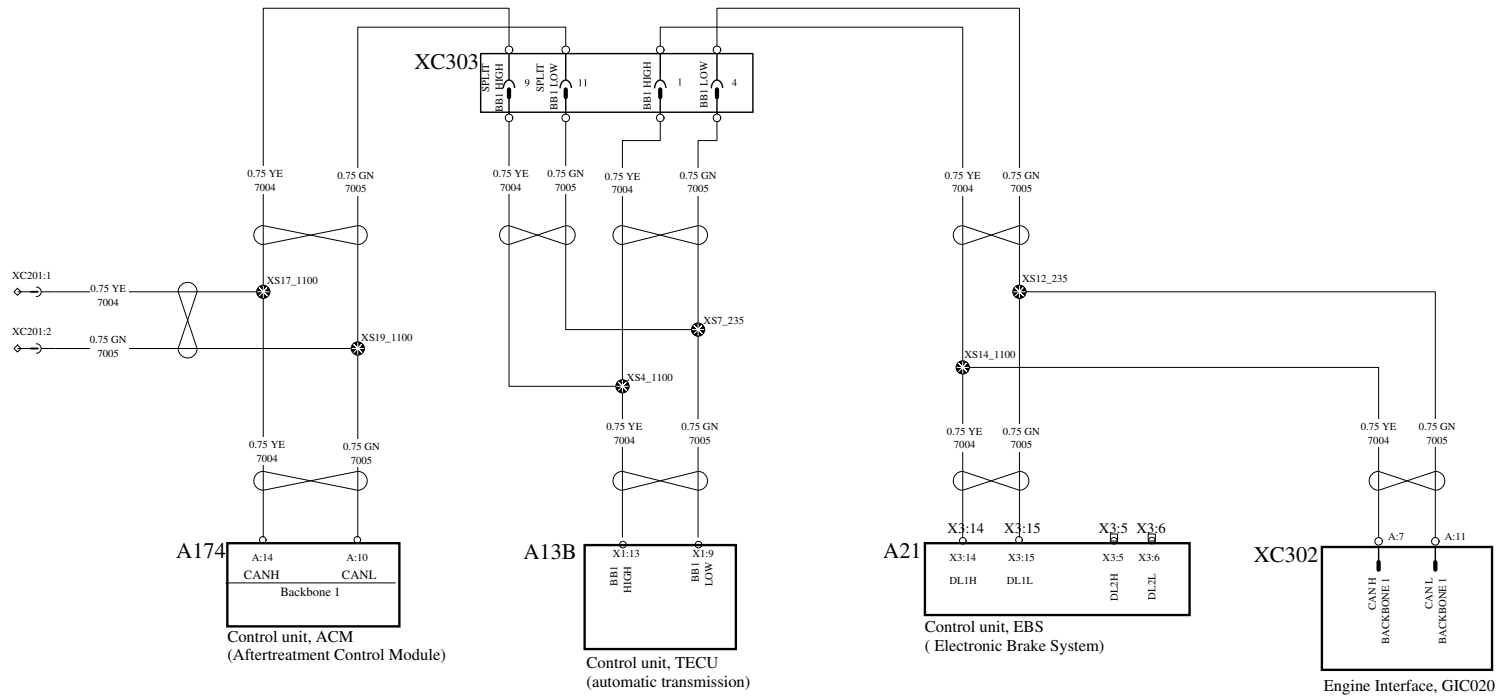 XC303
SPLIT
BB1 HIGH
9
SPLIT
BB1 LOW
11
BB1 HIGH
1
BB1 LOW
4
0.75 YE
7004
0.75 GN
7005
0.75 YE
7004
0.75 GN
7005
0.75 YE
7004
0.75 GN
7005
0.75 YE
7004
0.75 GN
7005
XC201:1
0.75 YE
7004
XS17_1100
XS12_235
XC201:2
0.75 GN
7005
XS19_1100
XS7_235
XS14_1100
XS4_1100
0.75 YE
7004
0.75 GN
7005
0.75 YE
7004
0.75 GN
7005
0.75 YE
7004
0.75 GN
7005
0.75 YE
7004
0.75 GN
7005
A174
A:14
A:10
CANH
CANL
Backbone 1
Control unit, ACM
(Aftertreatment Control Module)
A13B
X1:13
X1:9
BB1
HIGH
BB1
LOW
Control unit, TECU
(automatic transmission)
X3:14
X3:15
X3:5
X3:6
A21
X3:14
X3:15
X3:5
X3:6
DL1H
DL1L
DL2H
DL2L
Control unit, EBS
( Electronic Brake System)
XC302
A:7
A:11
CAN H
BACKBONE 1
CAN L
BACKBONE 1
Engine Interface, GIC020